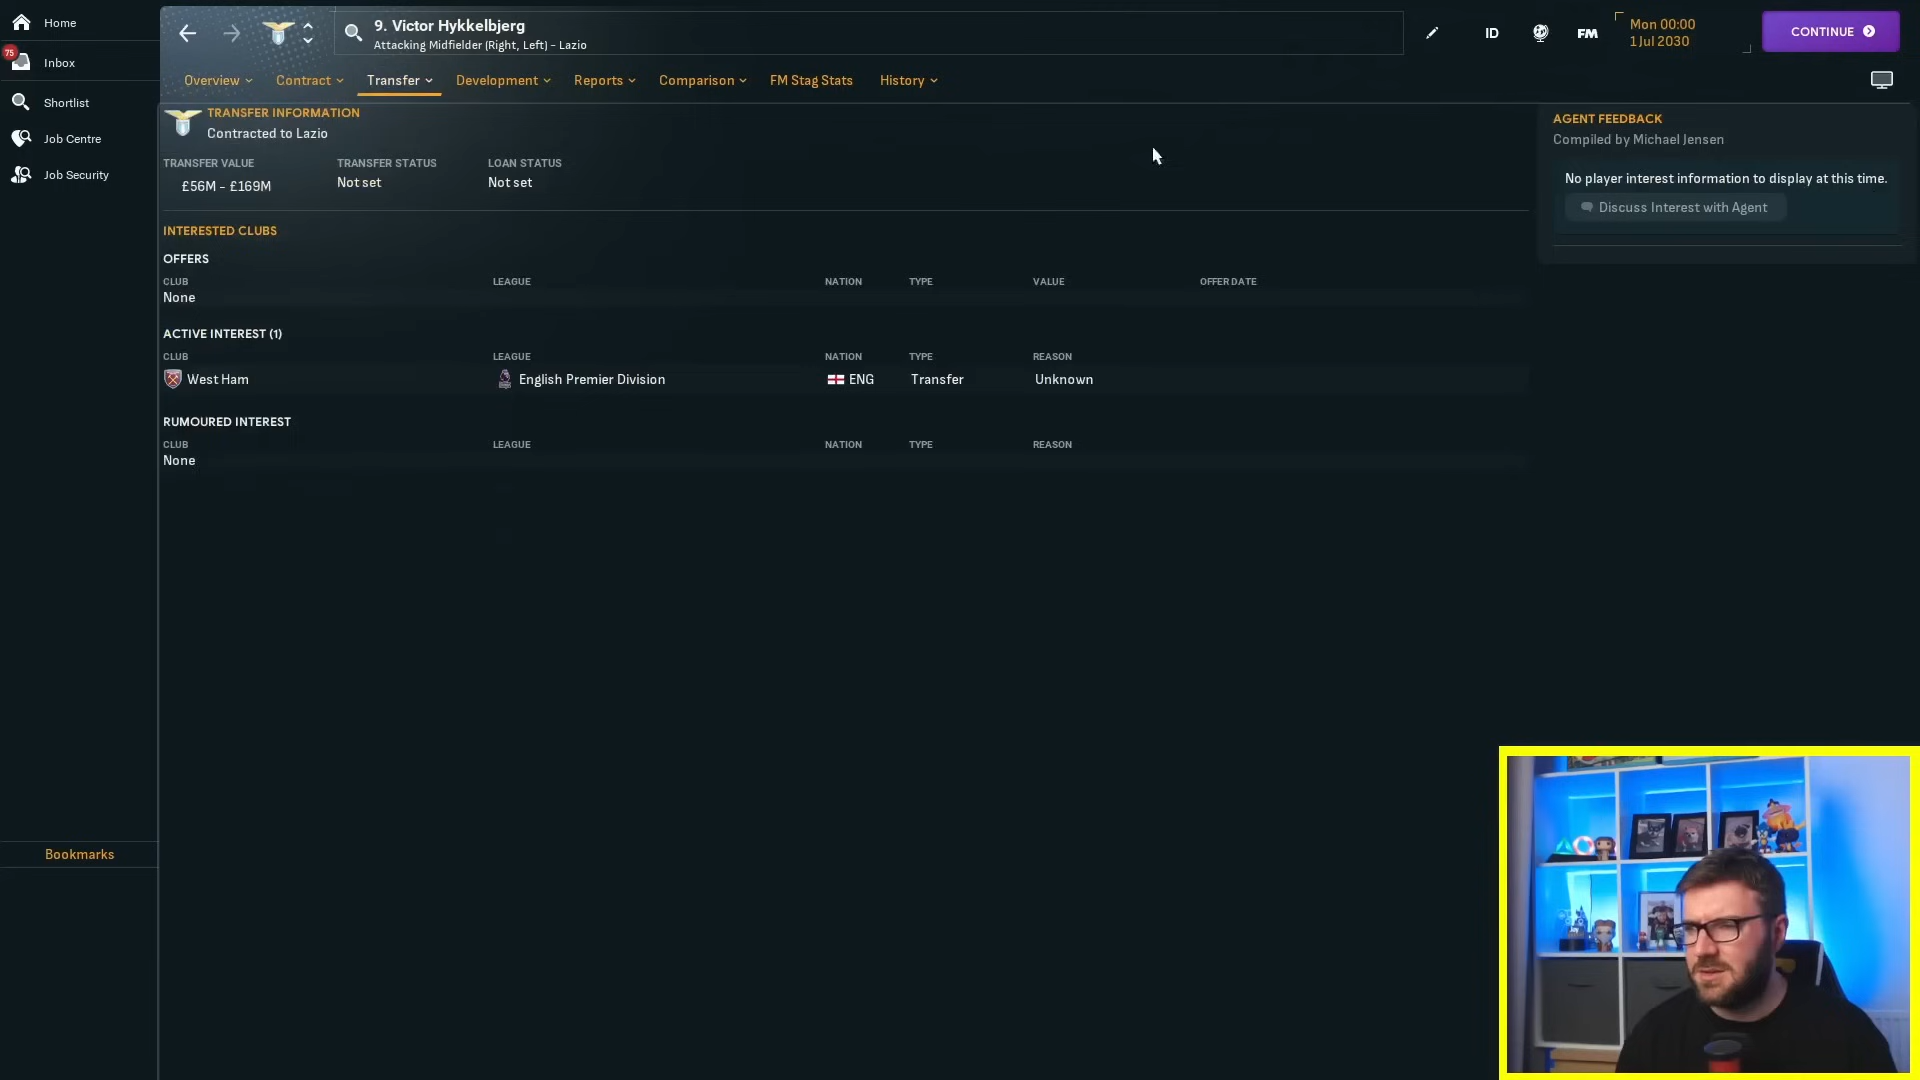 Home
75
Inbox
Shortlist
Job Centre
Job Security
Bookmarks
9. Victor Hykkelbjerg
Attacking Midfielder (Right, Left) - Lazio
ID
FM
Mon 00:00
1 Jul 2030
CONTINUE
Overview
Contract
Transfer
Development
Reports
Comparison
FM Stag Stats
History
TRANSFER INFORMATION
Contracted to Lazio
TRANSFER VALUE TRANSFER STATUS LOAN STATUS
£56M - £169M Not set Not set
INTERESTED CLUBS
OFFERS
CLUB LEAGUE NATION TYPE VALUE OFFER DATE
None
ACTIVE INTEREST (1)
CLUB LEAGUE NATION TYPE REASON
West Ham English Premier Division ENG Transfer Unknown
RUMOURED INTEREST
CLUB LEAGUE NATION TYPE REASON
None
AGENT FEEDBACK
Compiled by Michael Jensen
No player interest information to display at this time.
Discuss Interest with Agent